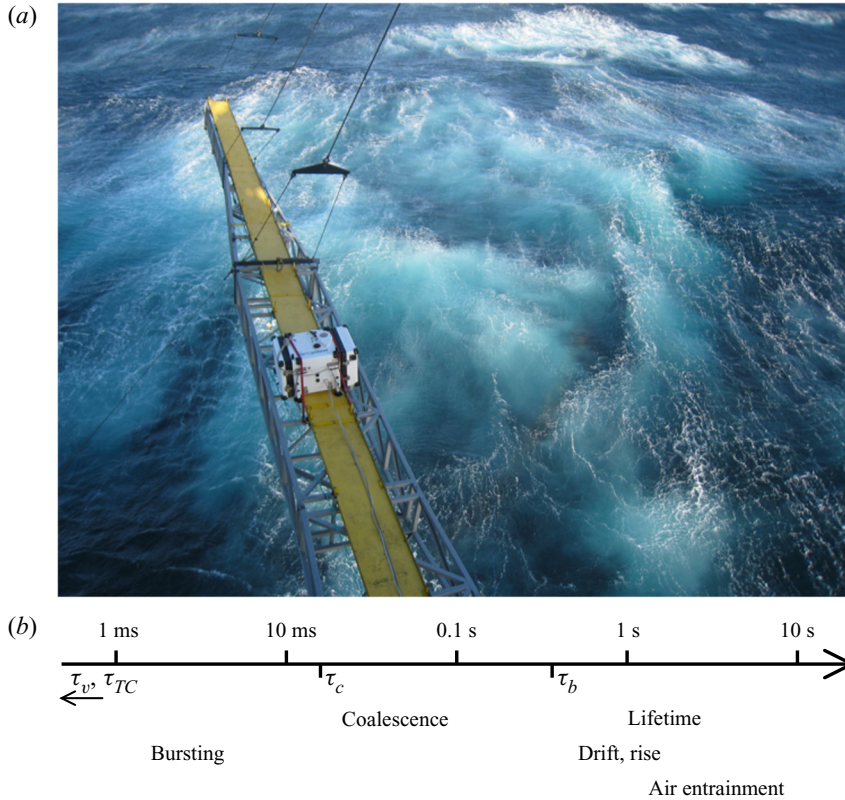 (a)
(b)
1 ms 10 ms 0.1 s 1 s 10 s
τv, τTC τc τb
Coalescence Lifetime
Bursting Drift, rise
Air entrainment